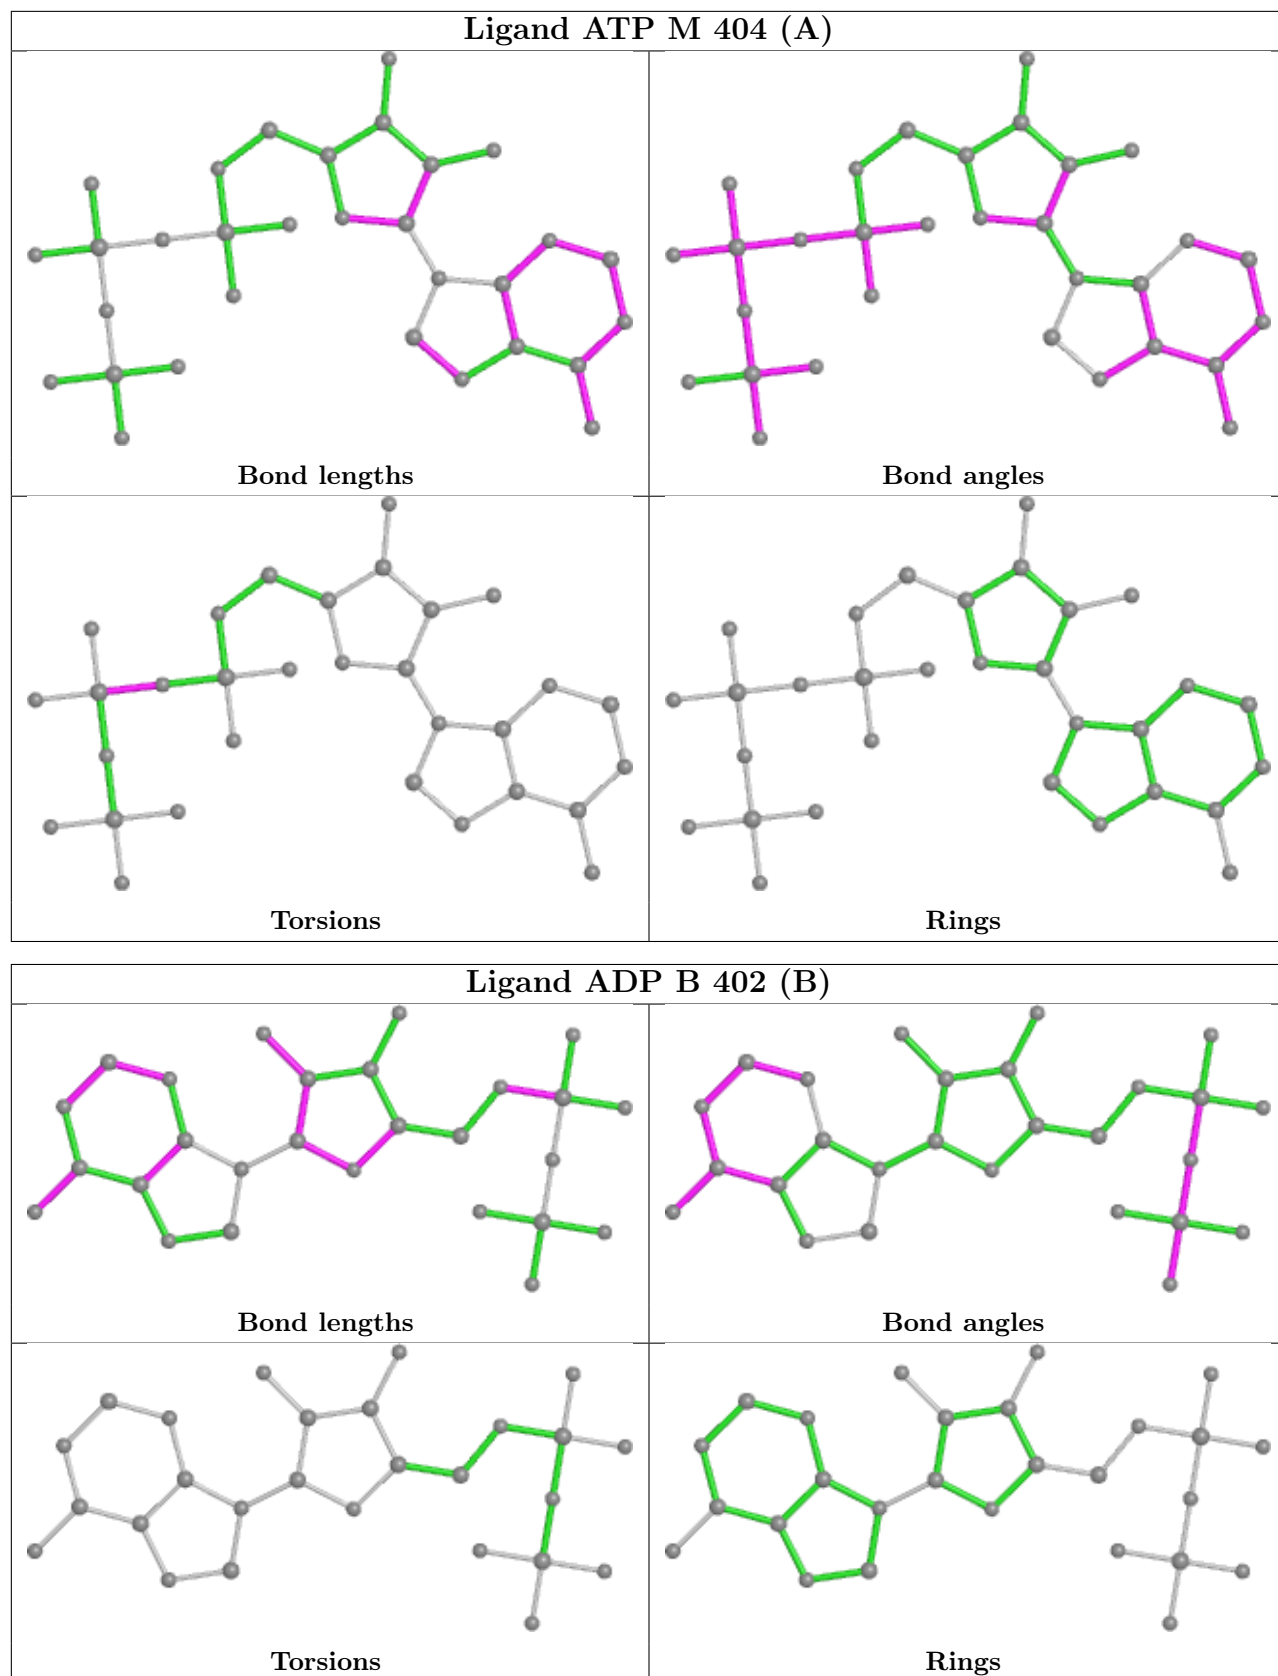 Ligand ATP M 404 (A)
Bond lengths
Bond angles
Torsions
Rings
Ligand ADP B 402 (B)
Bond lengths
Bond angles
Torsions
Rings